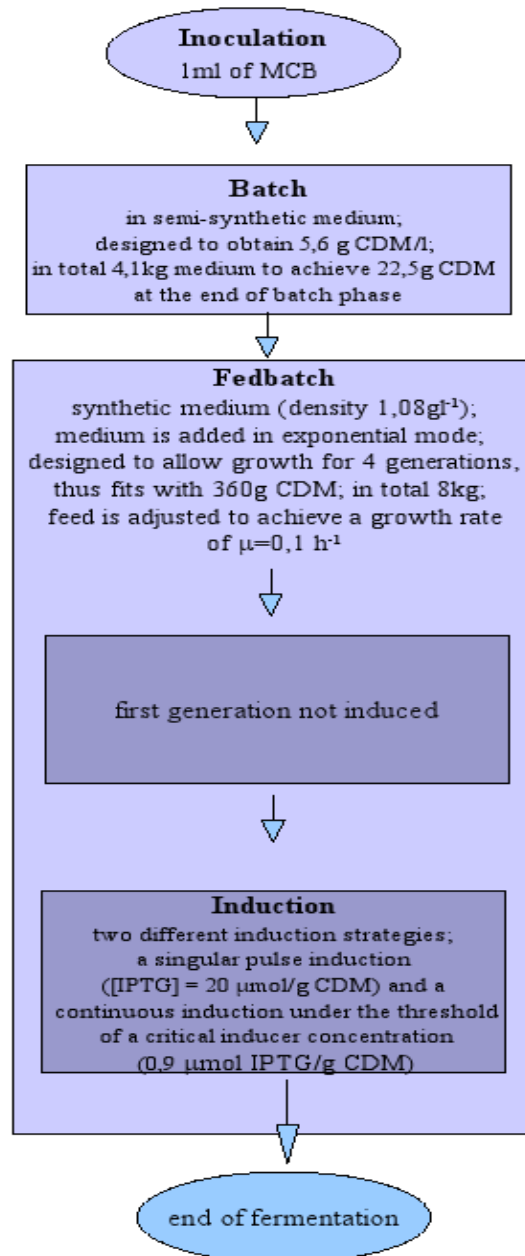 Inoculation
1ml of MCB
Batch
in semi-synthetic medium;
designed to obtain 5,6 g CDM/l;
in total 4,1kg medium to achieve 22,5g CDM
at the end of batch phase
Fedbatch
synthetic medium (density 1,08gl⁻¹);
medium is added in exponential mode;
designed to allow growth for 4 generations,
thus fits with 360g CDM; in total 8kg;
feed is adjusted to achieve a growth rate
of µ=0,1 h⁻¹
first generation not induced
Induction
two different induction strategies;
a singular pulse induction
([IPTG] = 20 µmol/g CDM) and a
continuous induction under the threshold
of a critical inducer concentration
(0,9 µmol IPTG/g CDM)
end of fermentation